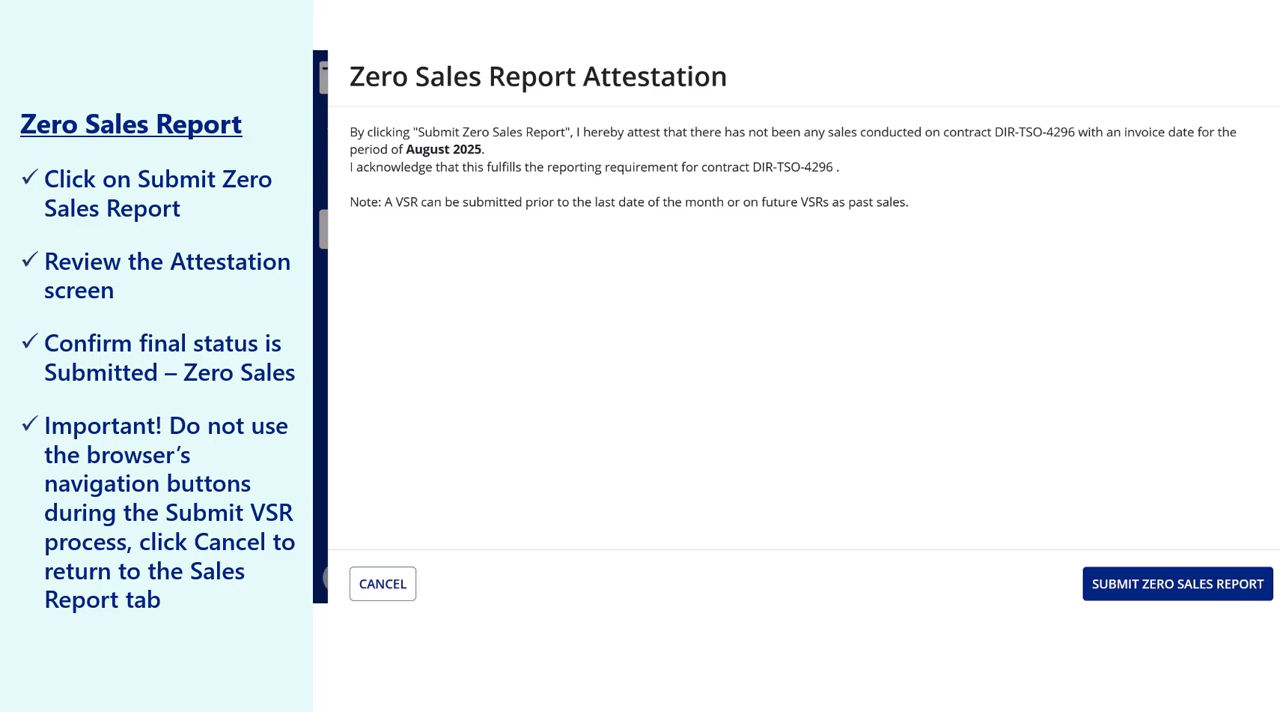 Zero Sales Report
✓ Click on Submit Zero
Sales Report
✓ Review the Attestation
screen
✓ Confirm final status is
Submitted – Zero Sales
✓ Important! Do not use
the browser’s
navigation buttons
during the Submit VSR
process, click Cancel to
return to the Sales
Report tab
Zero Sales Report Attestation
By clicking "Submit Zero Sales Report", I hereby attest that there has not been any sales conducted on contract DIR-TSO-4296 with an invoice date for the
period of August 2025.
I acknowledge that this fulfills the reporting requirement for contract DIR-TSO-4296 .
Note: A VSR can be submitted prior to the last date of the month or on future VSRs as past sales.
CANCEL
SUBMIT ZERO SALES REPORT